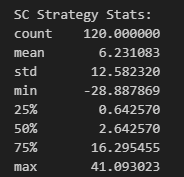 SC Strategy Stats:
count 120.000000
mean 6.231083
std 12.582320
min -28.887869
25% 0.642570
50% 2.642570
75% 16.295455
max 41.093023